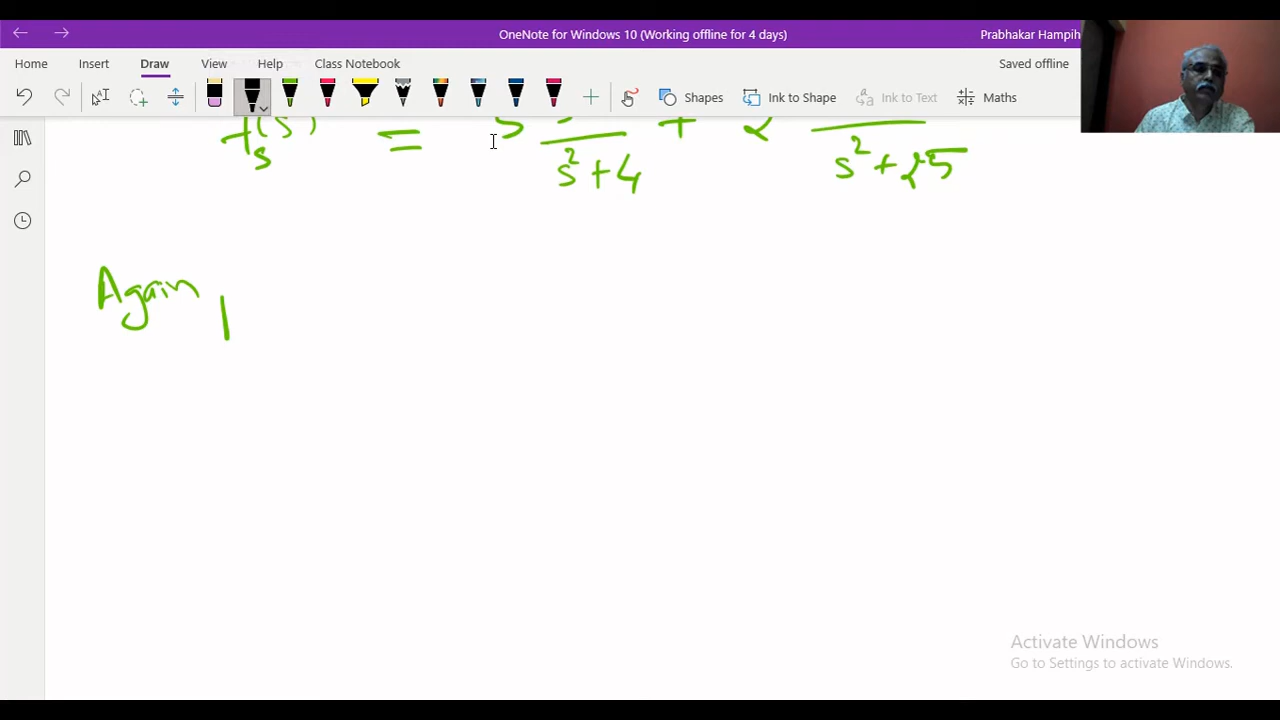 OneNote for Windows 10 (Working offline for 4 days) Prabhakar Hampih
Home Insert Draw View Help Class Notebook Saved offline
Shapes Ink to Shape Ink to Text Maths
(s) = 5 + 2
s s²+4 s²+25
Again
Activate Windows
Go to Settings to activate Windows.